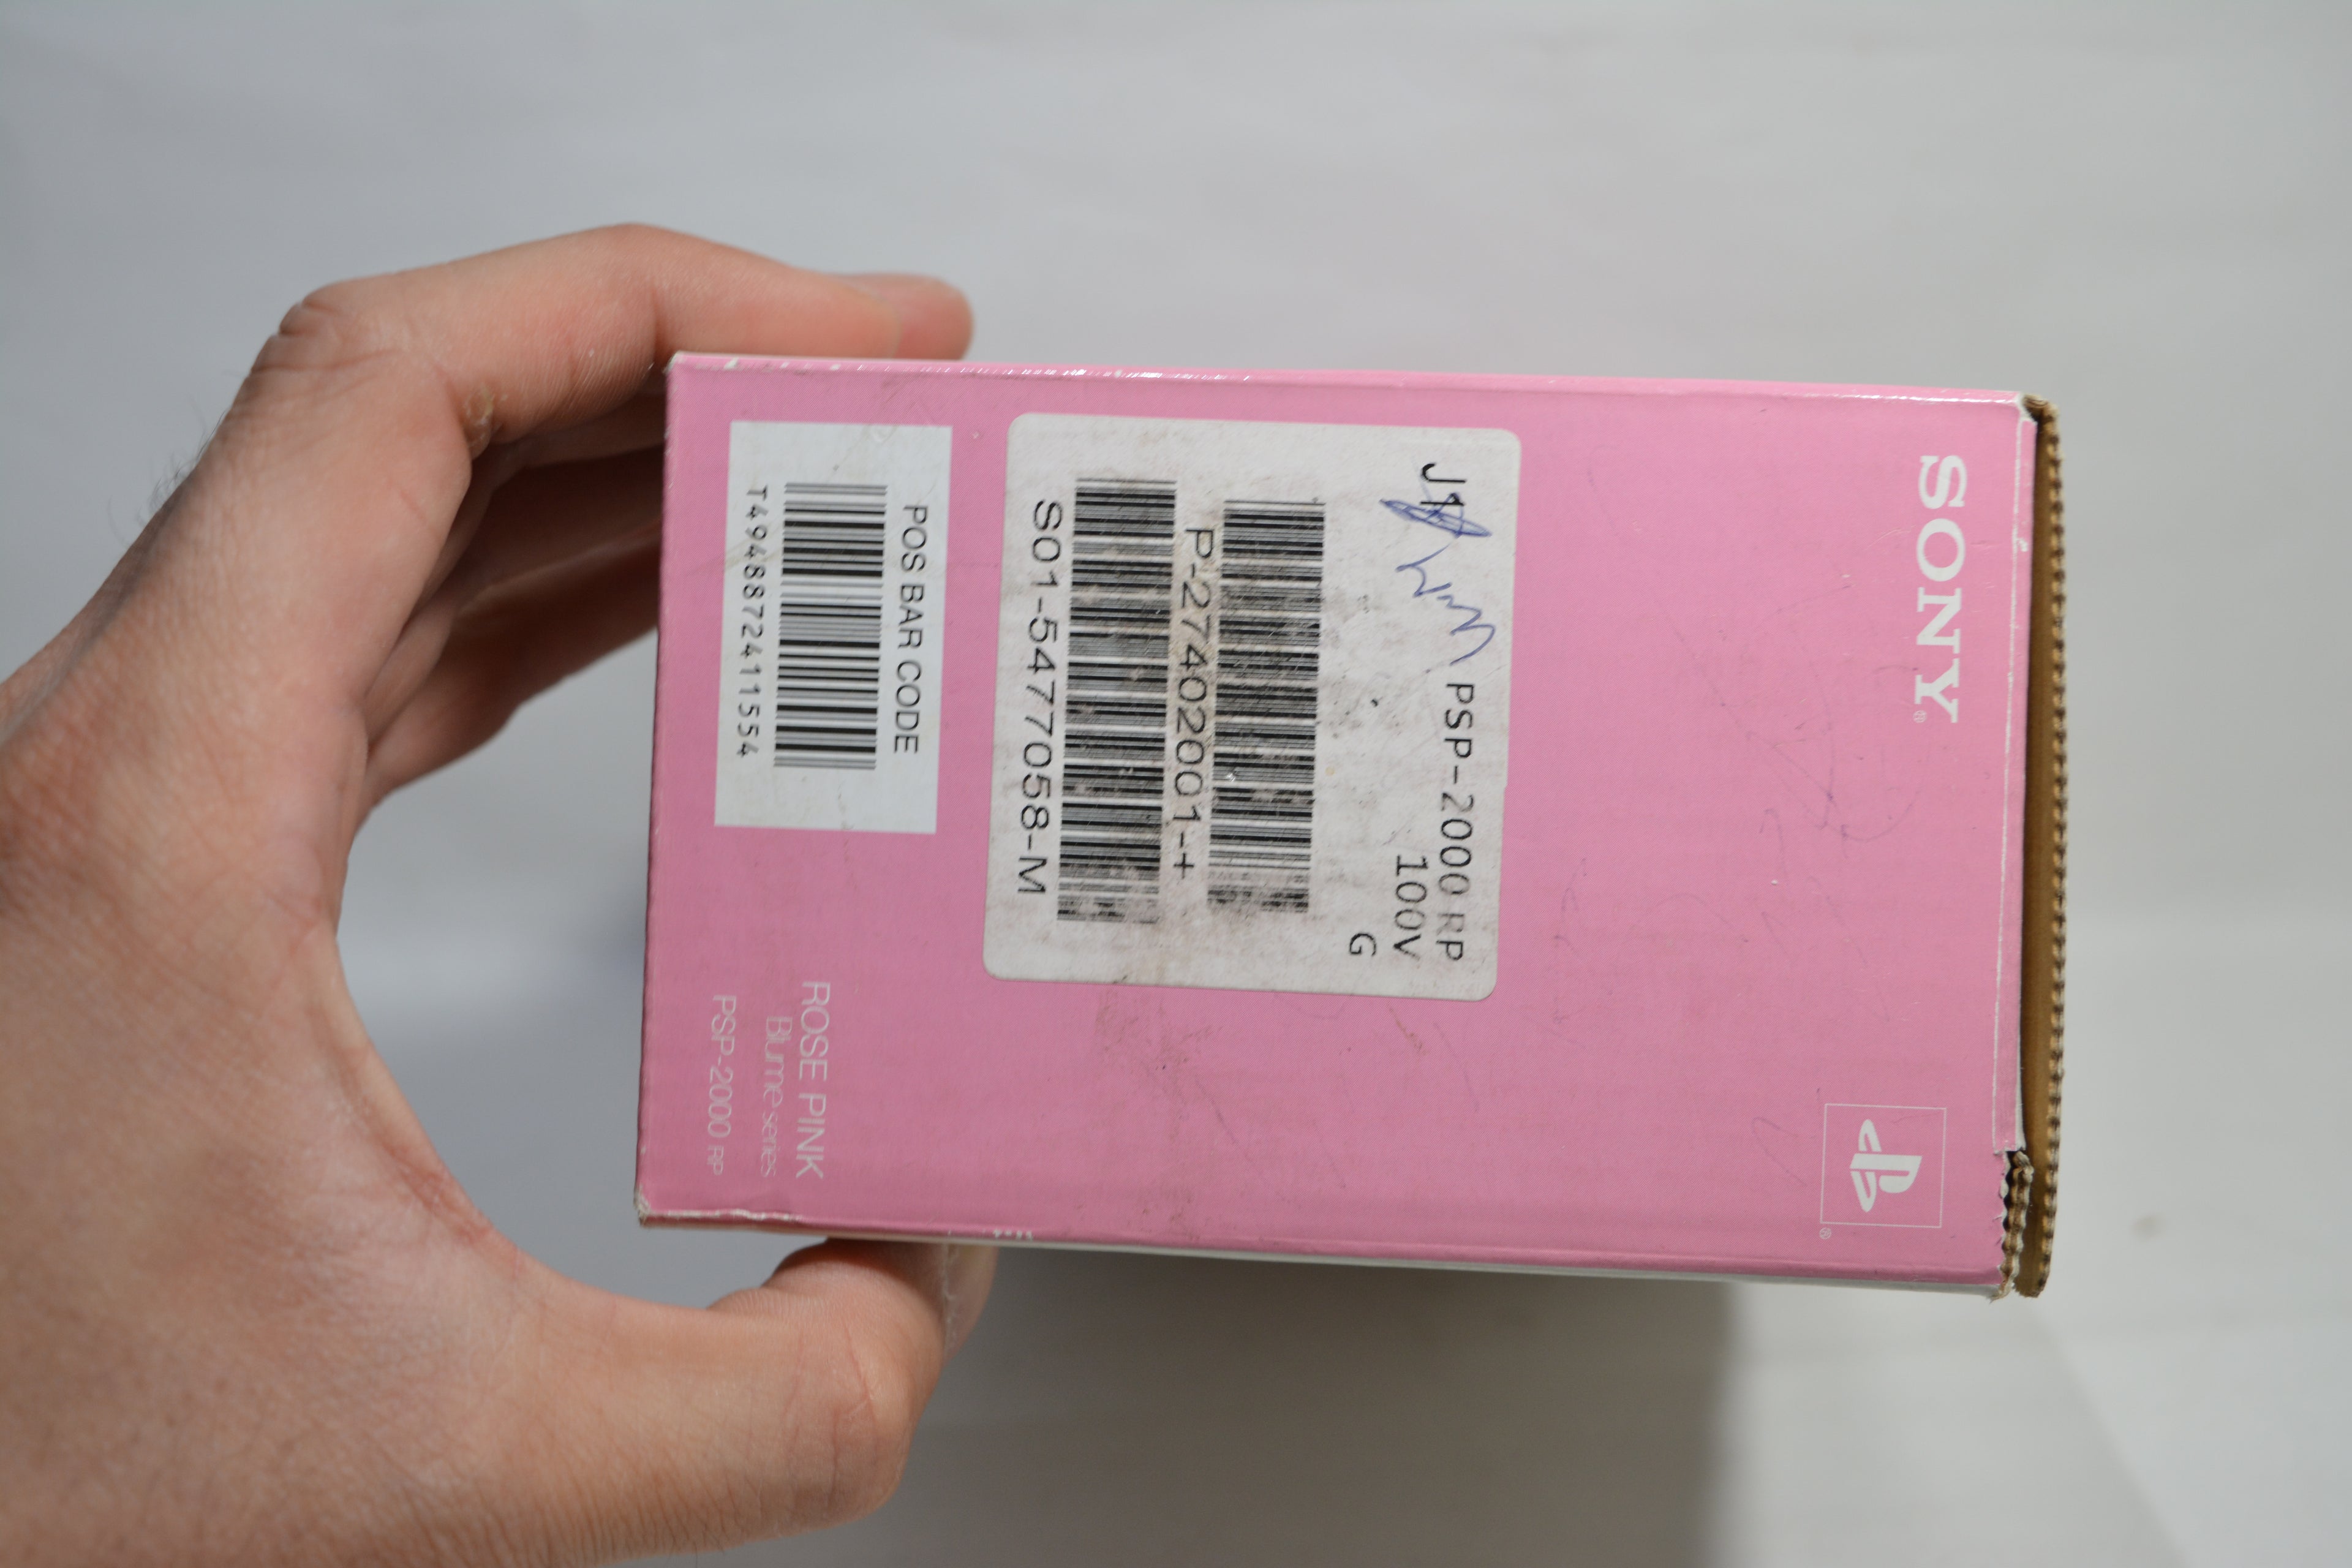 SONY®
J1
PSP-2000 RP
100V
G
P-27402001-+
S01-5477058-M
POS BAR CODE
T4948872411554
ROSE PINK
Blume series
PSP-2000 RP